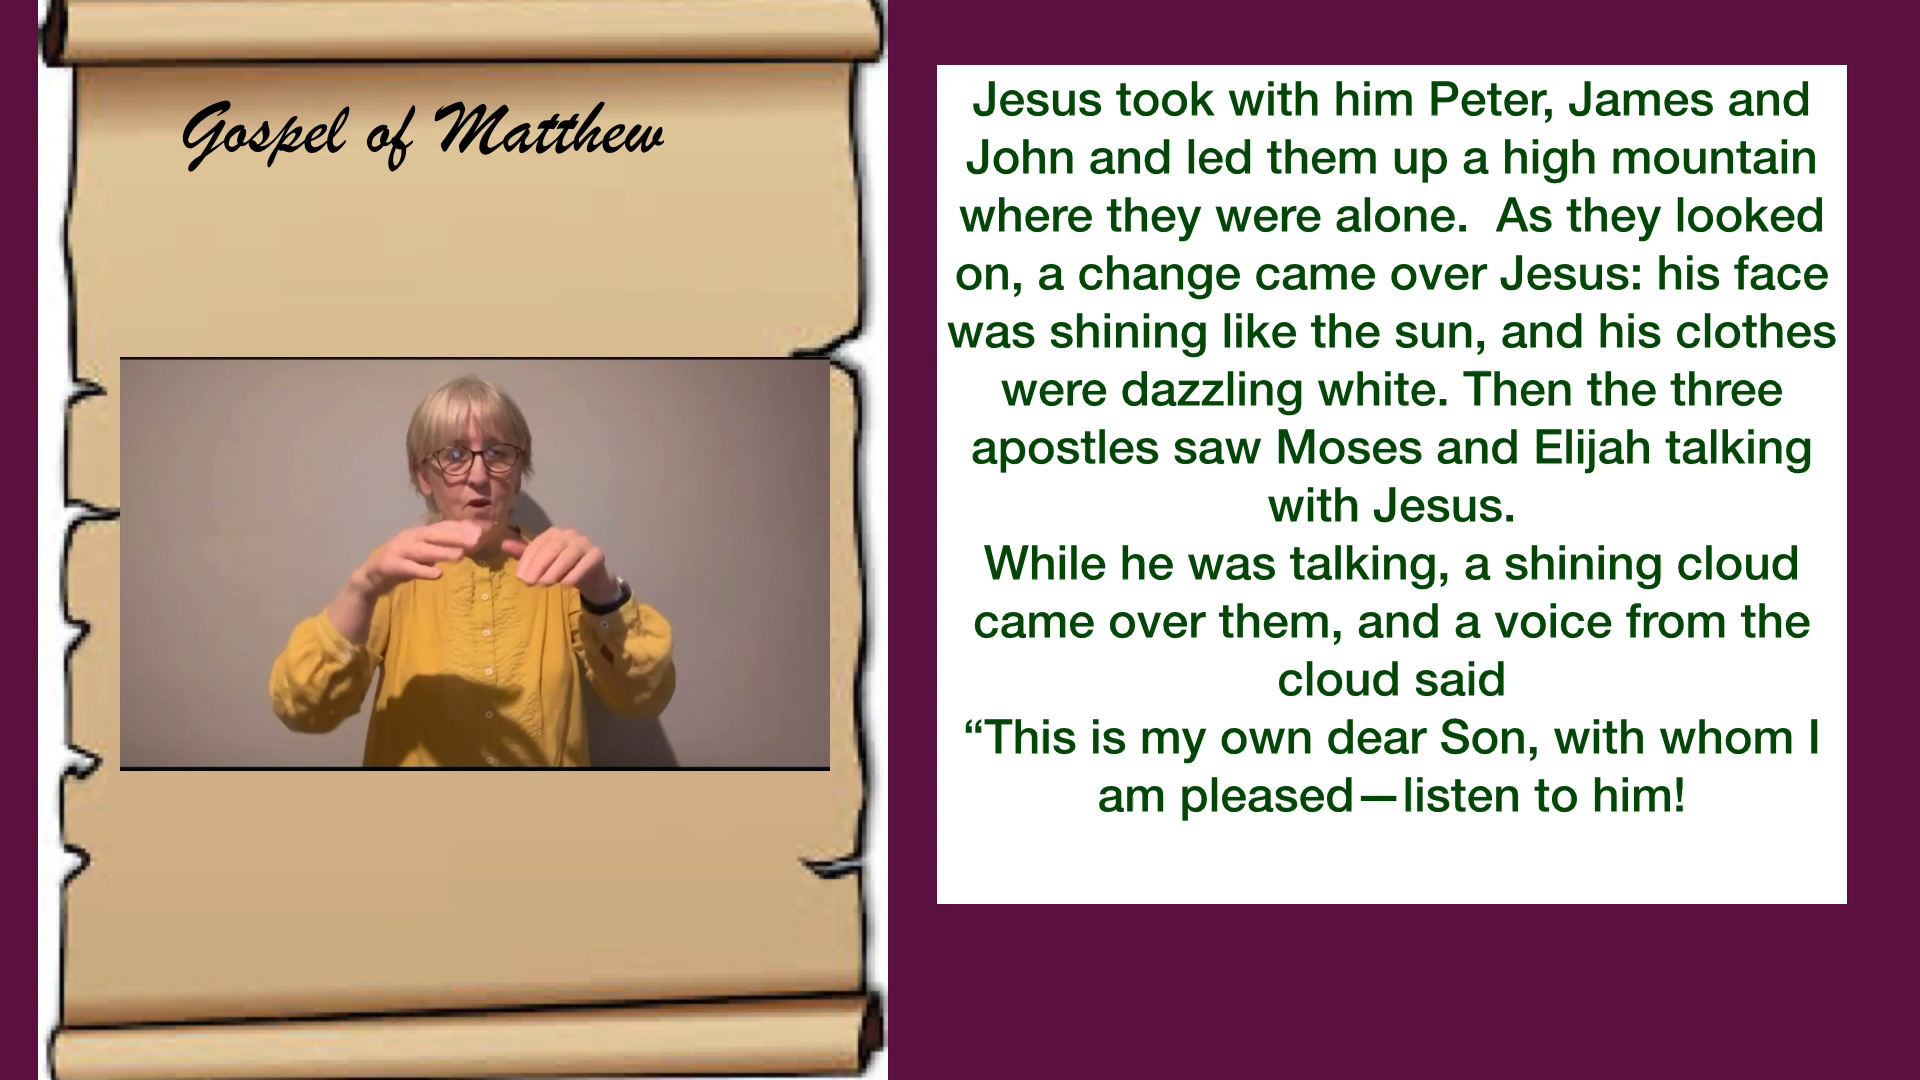 Gospel of Matthew
Jesus took with him Peter, James and
John and led them up a high mountain
where they were alone.  As they looked
on, a change came over Jesus: his face
was shining like the sun, and his clothes
were dazzling white. Then the three
apostles saw Moses and Elijah talking
with Jesus.
While he was talking, a shining cloud
came over them, and a voice from the
cloud said
“This is my own dear Son, with whom I
am pleased—listen to him!